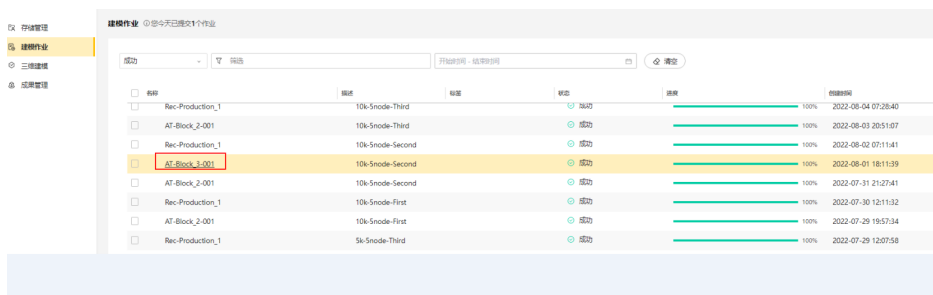 存储管理
建模作业
三维建模
成果管理
建模作业 您今天已提交1个作业
成功 筛选 开始时间 - 结束时间 清空
名称 描述 标签 状态 进度 创建时间
Rec-Production_1 10k-5node-Third 成功 100% 2022-08-04 07:28:40
AT-Block_2-001 10k-5node-Third 成功 100% 2022-08-03 20:51:07
Rec-Production_1 10k-5node-Second 成功 100% 2022-08-02 07:11:41
AT-Block_3-001 10k-5node-Second 成功 100% 2022-08-01 18:11:39
AT-Block_2-001 10k-5node-Second 成功 100% 2022-07-31 21:27:41
Rec-Production_1 10k-5node-First 成功 100% 2022-07-30 12:11:32
AT-Block_2-001 10k-5node-First 成功 100% 2022-07-29 19:57:34
Rec-Production_1 5k-5node-Third 成功 100% 2022-07-29 12:07:58